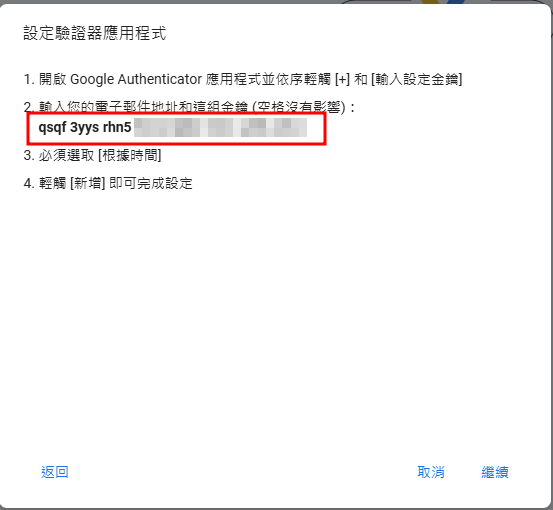 設定驗證器應用程式
1. 開啟 Google Authenticator 應用程式並依序輕觸 [+] 和 [輸入設定金鑰]
2. 輸入您的電子郵件地址和這組金鑰 (空格沒有影響)：
qsqf 3yys rhn5
3. 必須選取 [根據時間]
4. 輕觸 [新增] 即可完成設定
返回 取消 繼續